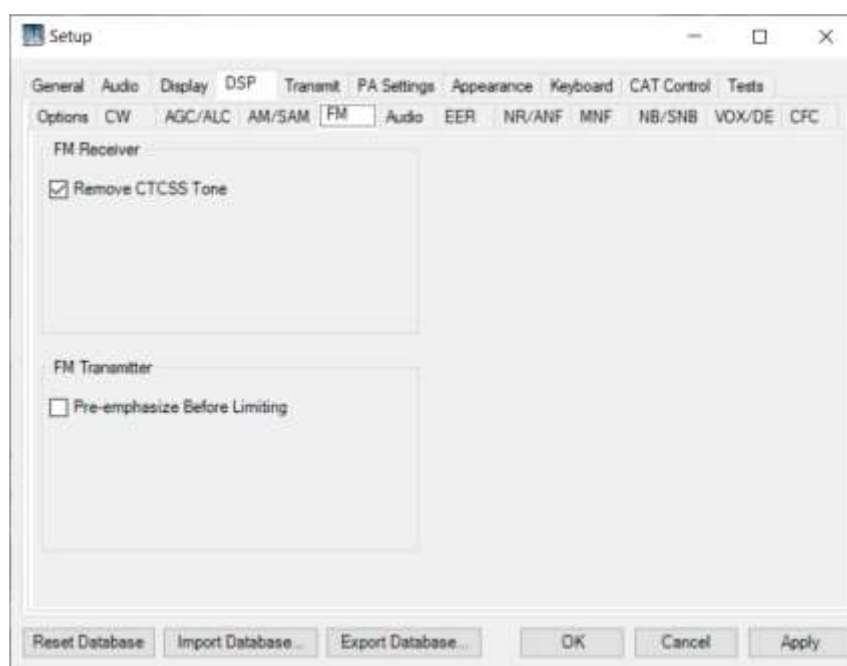 Setup
General Audio Display DSP Transmit PA Settings Appearance Keyboard CAT Control Tests
Options CW AGC/ALC AM/SAM FM Audio EER NR/ANF MNF NB/SNB VOX/DE CFC
FM Receiver
Remove CTCSS Tone
FM Transmitter
Pre-emphasize Before Limiting
Reset Database Import Database... Export Database... OK Cancel Apply